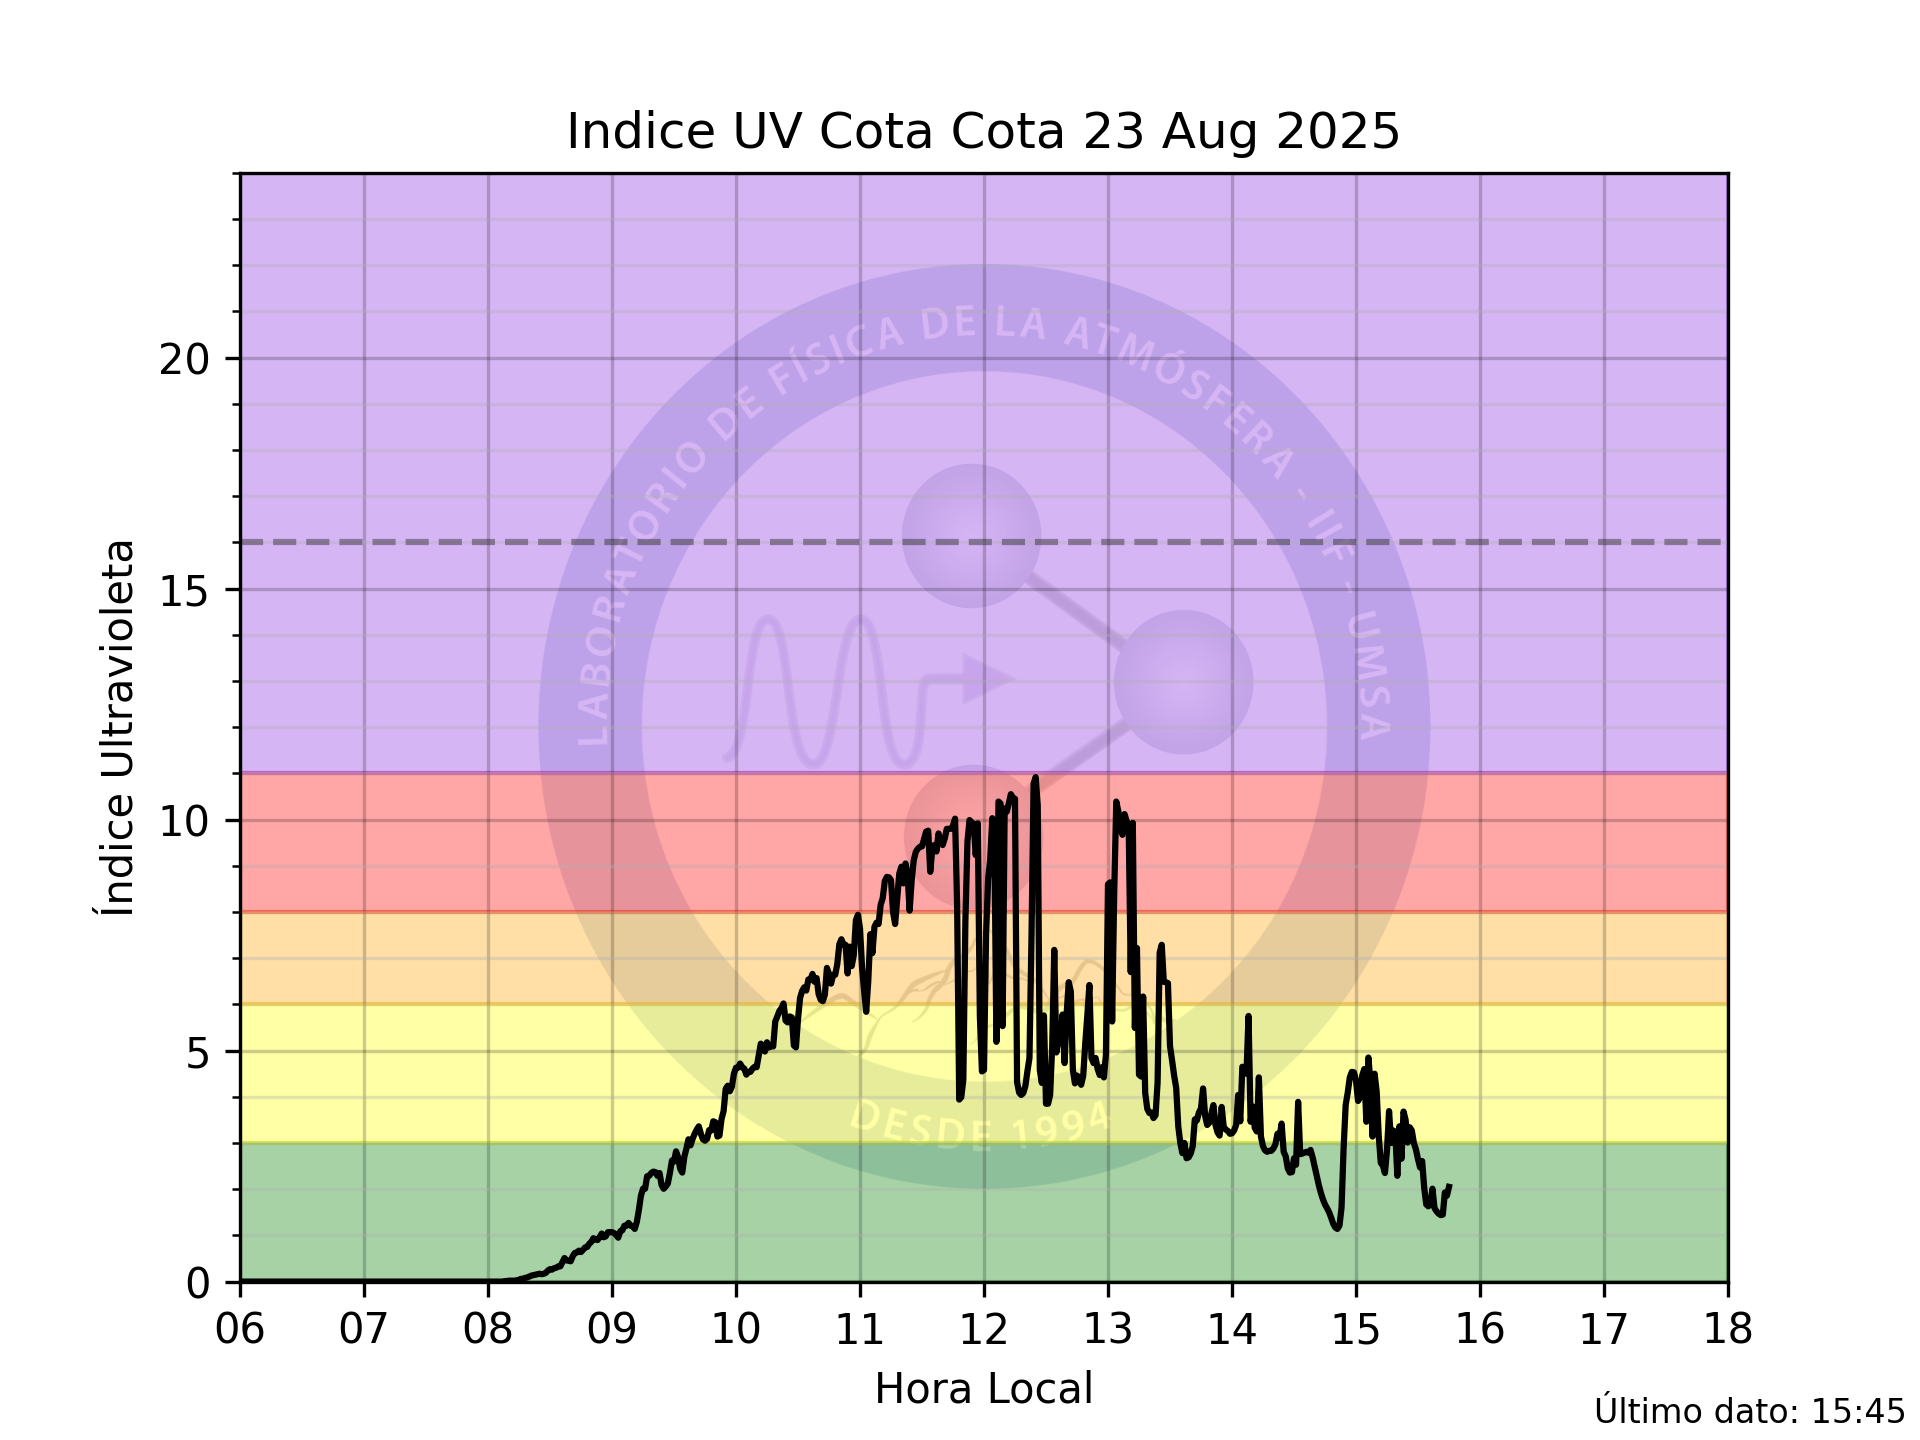 Indice UV Cota Cota 23 Aug 2025
LABORATORIO DE FÍSICA DE LA ATMÓSFERA - IIF - UMSA
DESDE 1994
Índice Ultravioleta
20
15
10
5
0
06 07 08 09 10 11 12 13 14 15 16 17 18
Hora Local
Último dato: 15:45